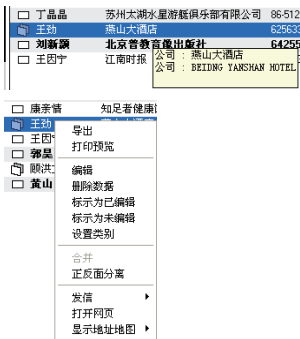 丁晶晶 苏州太湖水星游艇俱乐部有限公司 86-512
王劲 燕山大酒店 625633
刘新颖 北京普教音像出版社 64255
王因宁 江南时报
公司 : 燕山大酒店
公司 : BEIDNG YANSHAN HOTEL
康亲情 知足者健康
王劲
王因
郭昊
顾洪
黄山
导出
打印预览
编辑
删除数据
标示为已编辑
标示为未编辑
设置类别
合并
正反面分离
发信
打开网页
显示地址地图